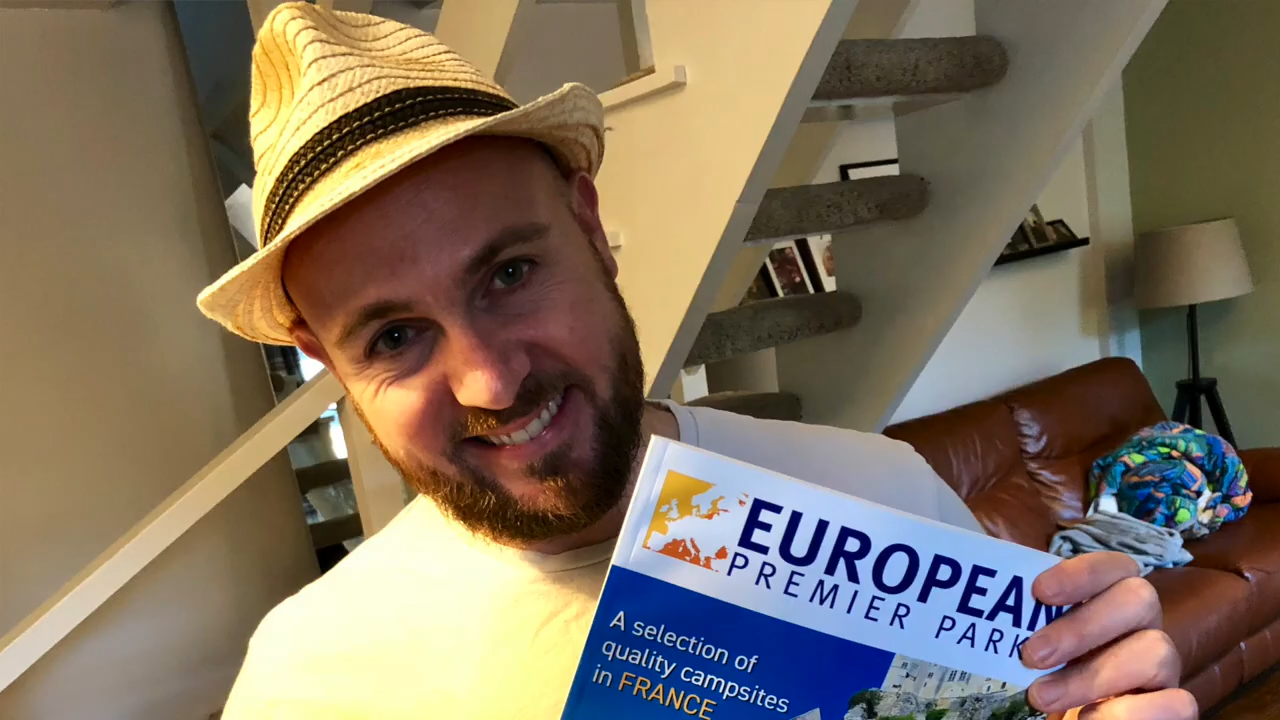 EUROPEAN
PREMIER PARK
A selection of
quality campsites
in FRANCE